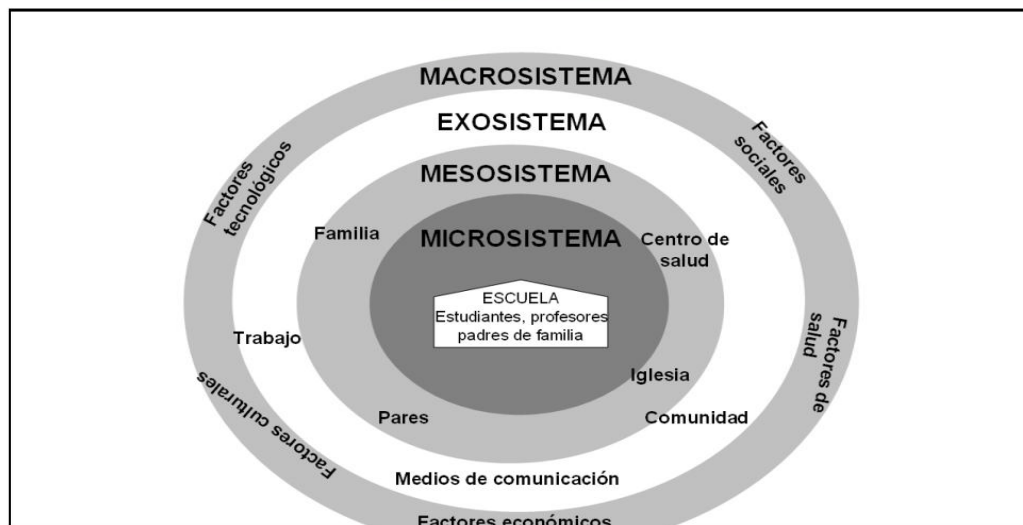 MACROSISTEMA
EXOSISTEMA
Factores
sociales
Factores
tecnológicos
MESOSISTEMA
Familia
MICROSISTEMA
Centro de
salud
ESCUELA
Estudiantes, profesores
padres de familia
Trabajo
Factores de
salud
Iglesia
Factores culturales
Pares
Comunidad
Medios de comunicación
Factores económicos